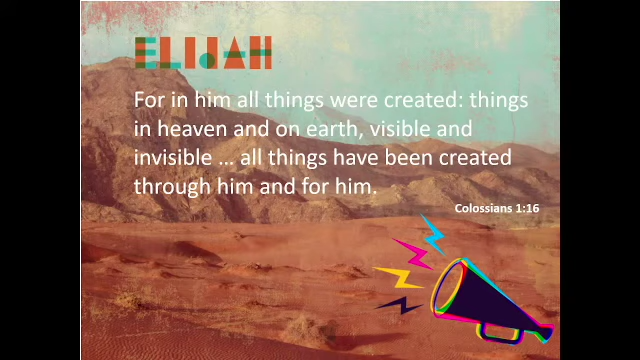 ELIJAH
For in him all things were created: things
in heaven and on earth, visible and
invisible … all things have been created
through him and for him.
Colossians 1:16